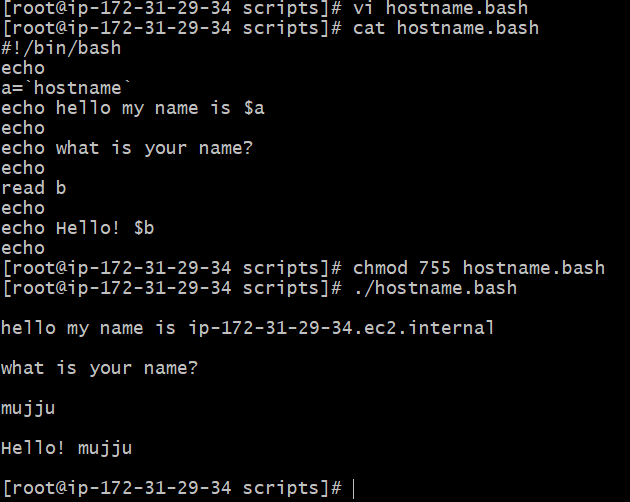 [root@ip-172-31-29-34 scripts]# vi hostname.bash
[root@ip-172-31-29-34 scripts]# cat hostname.bash
#!/bin/bash
echo
a=`hostname`
echo hello my name is $a
echo
echo what is your name?
echo
read b
echo
echo Hello! $b
echo
[root@ip-172-31-29-34 scripts]# chmod 755 hostname.bash
[root@ip-172-31-29-34 scripts]# ./hostname.bash
hello my name is ip-172-31-29-34.ec2.internal
what is your name?
mujju
Hello! mujju
[root@ip-172-31-29-34 scripts]#